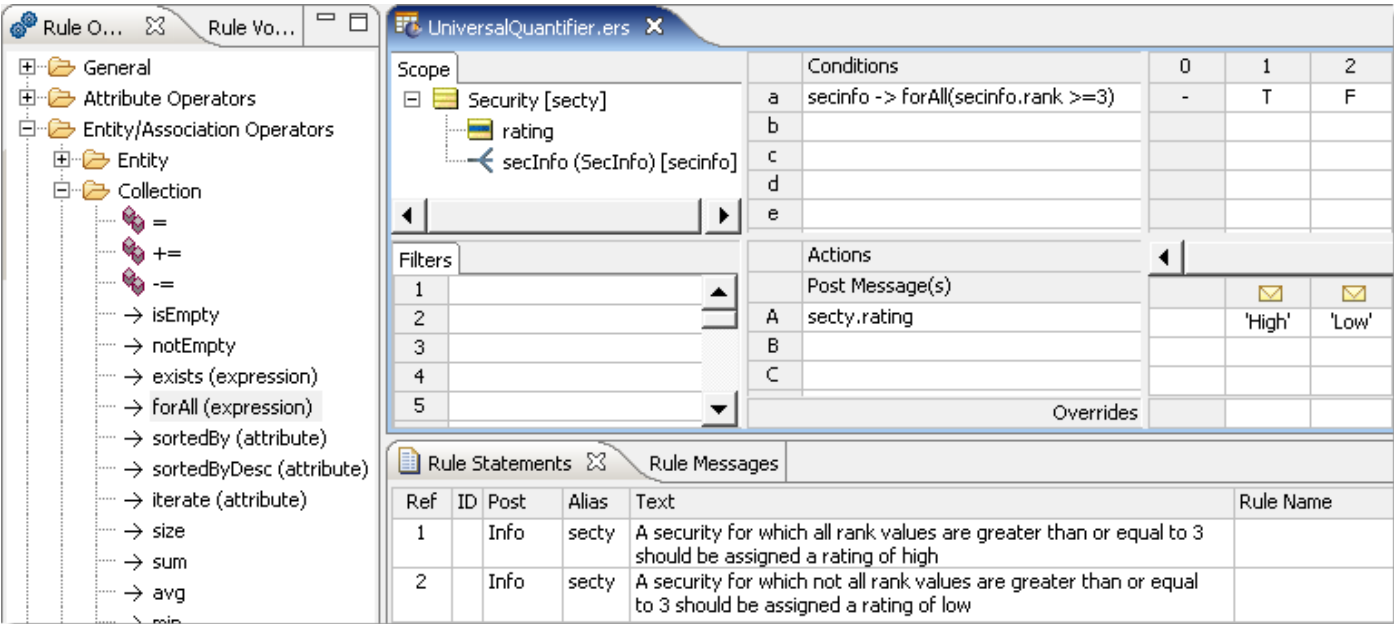 Rule O... Rule Vo...
General
Attribute Operators
Entity/Association Operators
Entity
Collection
=
+=
-=
isEmpty
notEmpty
exists (expression)
forAll (expression)
sortedBy (attribute)
sortedByDesc (attribute)
iterate (attribute)
size
sum
avg
min
UniversalQuantifier.ers
Scope
Security [secty]
rating
secInfo (SecInfo) [secinfo]
Filters
1
2
3
4
5
Conditions 0 1 2
a secinfo -> forAll(secinfo.rank >=3) - T F
b
c
d
e
Actions
Post Message(s)
A secty.rating 'High' 'Low'
B
C
Overrides
Rule Statements Rule Messages
Ref ID Post Alias Text Rule Name
1 Info secty A security for which all rank values are greater than or equal to 3
should be assigned a rating of high
2 Info secty A security for which not all rank values are greater than or equal
to 3 should be assigned a rating of low